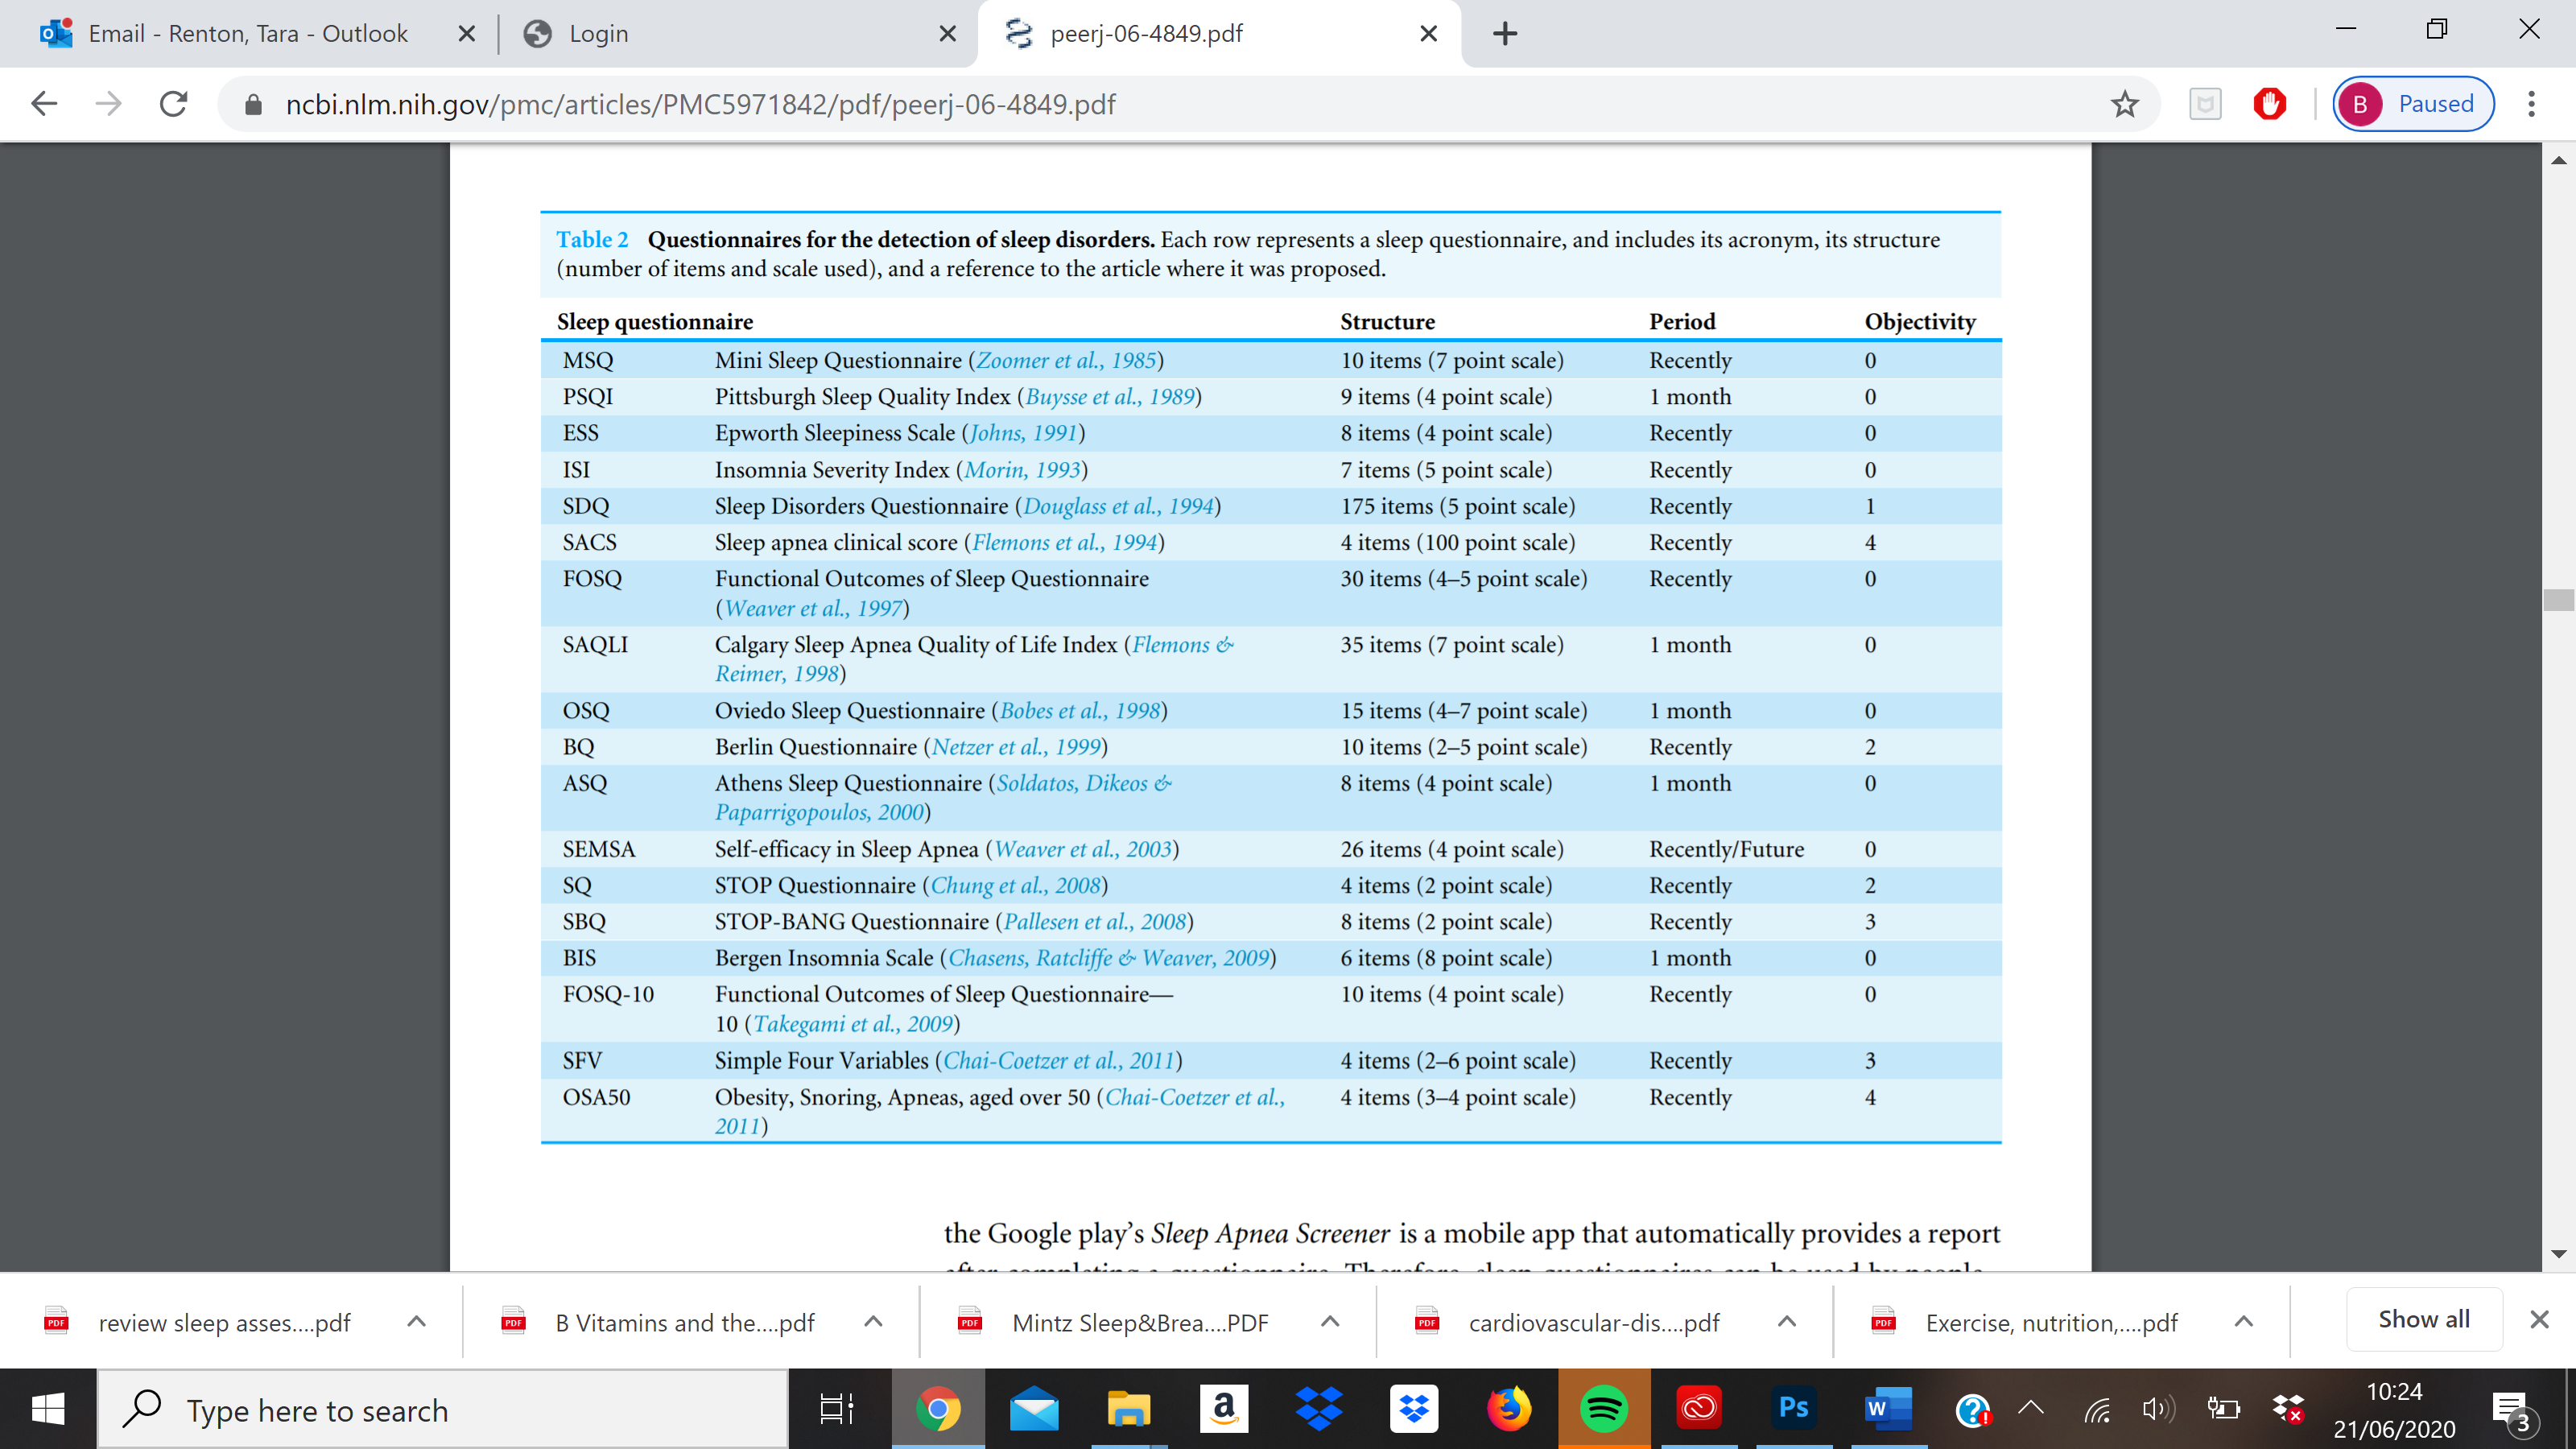 Email - Renton, Tara - Outlook
Login
peerj-06-4849.pdf
ncbi.nlm.nih.gov/pmc/articles/PMC5971842/pdf/peerj-06-4849.pdf
B Paused
Table 2 Questionnaires for the detection of sleep disorders. Each row represents a sleep questionnaire, and includes its acronym, its structure
(number of items and scale used), and a reference to the article where it was proposed.
Sleep questionnaire Structure Period Objectivity
MSQ Mini Sleep Questionnaire (Zoomer et al., 1985) 10 items (7 point scale) Recently 0
PSQI Pittsburgh Sleep Quality Index (Buysse et al., 1989) 9 items (4 point scale) 1 month 0
ESS Epworth Sleepiness Scale (Johns, 1991) 8 items (4 point scale) Recently 0
ISI Insomnia Severity Index (Morin, 1993) 7 items (5 point scale) Recently 0
SDQ Sleep Disorders Questionnaire (Douglass et al., 1994) 175 items (5 point scale) Recently 1
SACS Sleep apnea clinical score (Flemons et al., 1994) 4 items (100 point scale) Recently 4
FOSQ Functional Outcomes of Sleep Questionnaire 30 items (4–5 point scale) Recently 0
(Weaver et al., 1997)
SAQLI Calgary Sleep Apnea Quality of Life Index (Flemons & 35 items (7 point scale) 1 month 0
Reimer, 1998)
OSQ Oviedo Sleep Questionnaire (Bobes et al., 1998) 15 items (4–7 point scale) 1 month 0
BQ Berlin Questionnaire (Netzer et al., 1999) 10 items (2–5 point scale) Recently 2
ASQ Athens Sleep Questionnaire (Soldatos, Dikeos & 8 items (4 point scale) 1 month 0
Paparrigopoulos, 2000)
SEMSA Self-efficacy in Sleep Apnea (Weaver et al., 2003) 26 items (4 point scale) Recently/Future 0
SQ STOP Questionnaire (Chung et al., 2008) 4 items (2 point scale) Recently 2
SBQ STOP-BANG Questionnaire (Pallesen et al., 2008) 8 items (2 point scale) Recently 3
BIS Bergen Insomnia Scale (Chasens, Ratcliffe & Weaver, 2009) 6 items (8 point scale) 1 month 0
FOSQ-10 Functional Outcomes of Sleep Questionnaire— 10 items (4 point scale) Recently 0
10 (Takegami et al., 2009)
SFV Simple Four Variables (Chai-Coetzer et al., 2011) 4 items (2–6 point scale) Recently 3
OSA50 Obesity, Snoring, Apneas, aged over 50 (Chai-Coetzer et al., 4 items (3–4 point scale) Recently 4
2011)
the Google play's Sleep Apnea Screener is a mobile app that automatically provides a report
after completing a questionnaire. Therefore, sleep questionnaires can be used by people
PDF review sleep asses....pdf
PDF B Vitamins and the....pdf
PDF Mintz Sleep&Brea....PDF
PDF cardiovascular-dis....pdf
PDF Exercise, nutrition,....pdf
Show all
Type here to search
a
Ps
W
10:24
21/06/2020
3